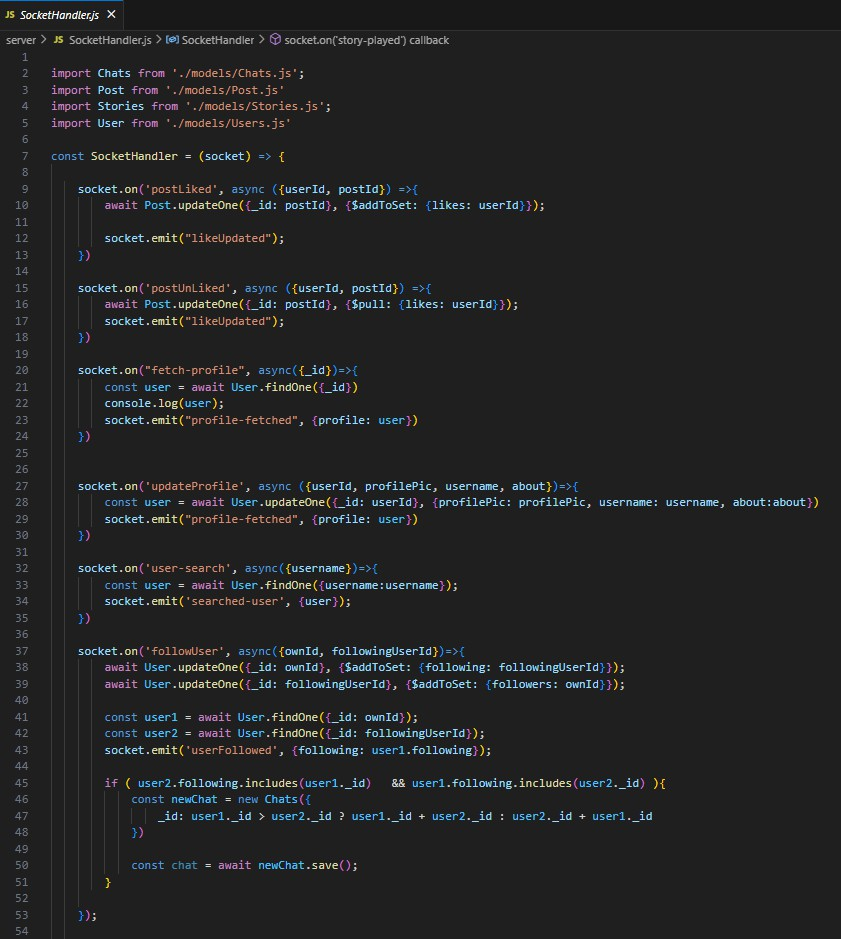 JS SocketHandler.js ×
server > JS SocketHandler.js > SocketHandler > socket.on('story-played') callback
1
2 import Chats from './models/Chats.js';
3 import Post from './models/Post.js'
4 import Stories from './models/Stories.js';
5 import User from './models/Users.js'
6
7 const SocketHandler = (socket) => {
8
9     socket.on('postLiked', async ({userId, postId}) =>{
10         await Post.updateOne({_id: postId}, {$addToSet: {likes: userId}});
11
12         socket.emit("likeUpdated");
13     })
14
15     socket.on('postUnLiked', async ({userId, postId}) =>{
16         await Post.updateOne({_id: postId}, {$pull: {likes: userId}});
17         socket.emit("likeUpdated");
18     })
19
20     socket.on("fetch-profile", async({_id})=>{
21         const user = await User.findOne({_id})
22         console.log(user);
23         socket.emit("profile-fetched", {profile: user})
24     })
25
26
27     socket.on('updateProfile', async ({userId, profilePic, username, about})=>{
28         const user = await User.updateOne({_id: userId}, {profilePic: profilePic, username: username, about:about})
29         socket.emit("profile-fetched", {profile: user})
30     })
31
32     socket.on('user-search', async({username})=>{
33         const user = await User.findOne({username:username});
34         socket.emit('searched-user', {user});
35     })
36
37     socket.on('followUser', async({ownId, followingUserId})=>{
38         await User.updateOne({_id: ownId}, {$addToSet: {following: followingUserId}});
39         await User.updateOne({_id: followingUserId}, {$addToSet: {followers: ownId}});
40
41         const user1 = await User.findOne({_id: ownId});
42         const user2 = await User.findOne({_id: followingUserId});
43         socket.emit('userFollowed', {following: user1.following});
44
45         if ( user2.following.includes(user1._id)   && user1.following.includes(user2._id) ){
46             const newChat = new Chats({
47                 _id: user1._id > user2._id ? user1._id + user2._id : user2._id + user1._id
48             })
49
50             const chat = await newChat.save();
51         }
52
53     });
54